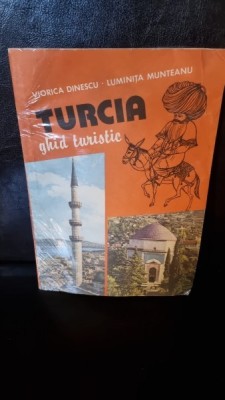 VIORICA DINESCU · LUMINIȚA MUNTEANU
TURCIA
ghid turistic